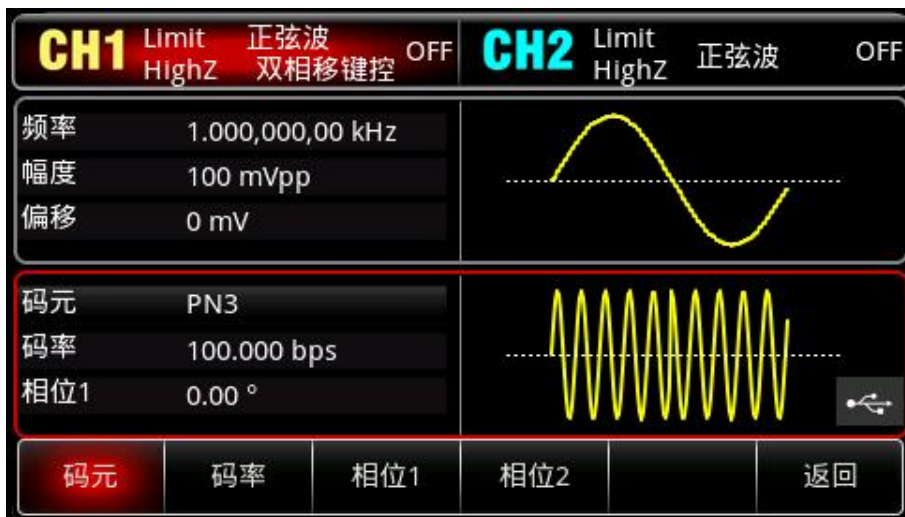 CH1 Limit 正弦波 OFF CH2 Limit 正弦波 OFF
HighZ 双相移键控 HighZ
频率 1.000,000,00 kHz
幅度 100 mVpp
偏移 0 mV
码元 PN3
码率 100.000 bps
相位1 0.00 °
码元 码率 相位1 相位2 返回